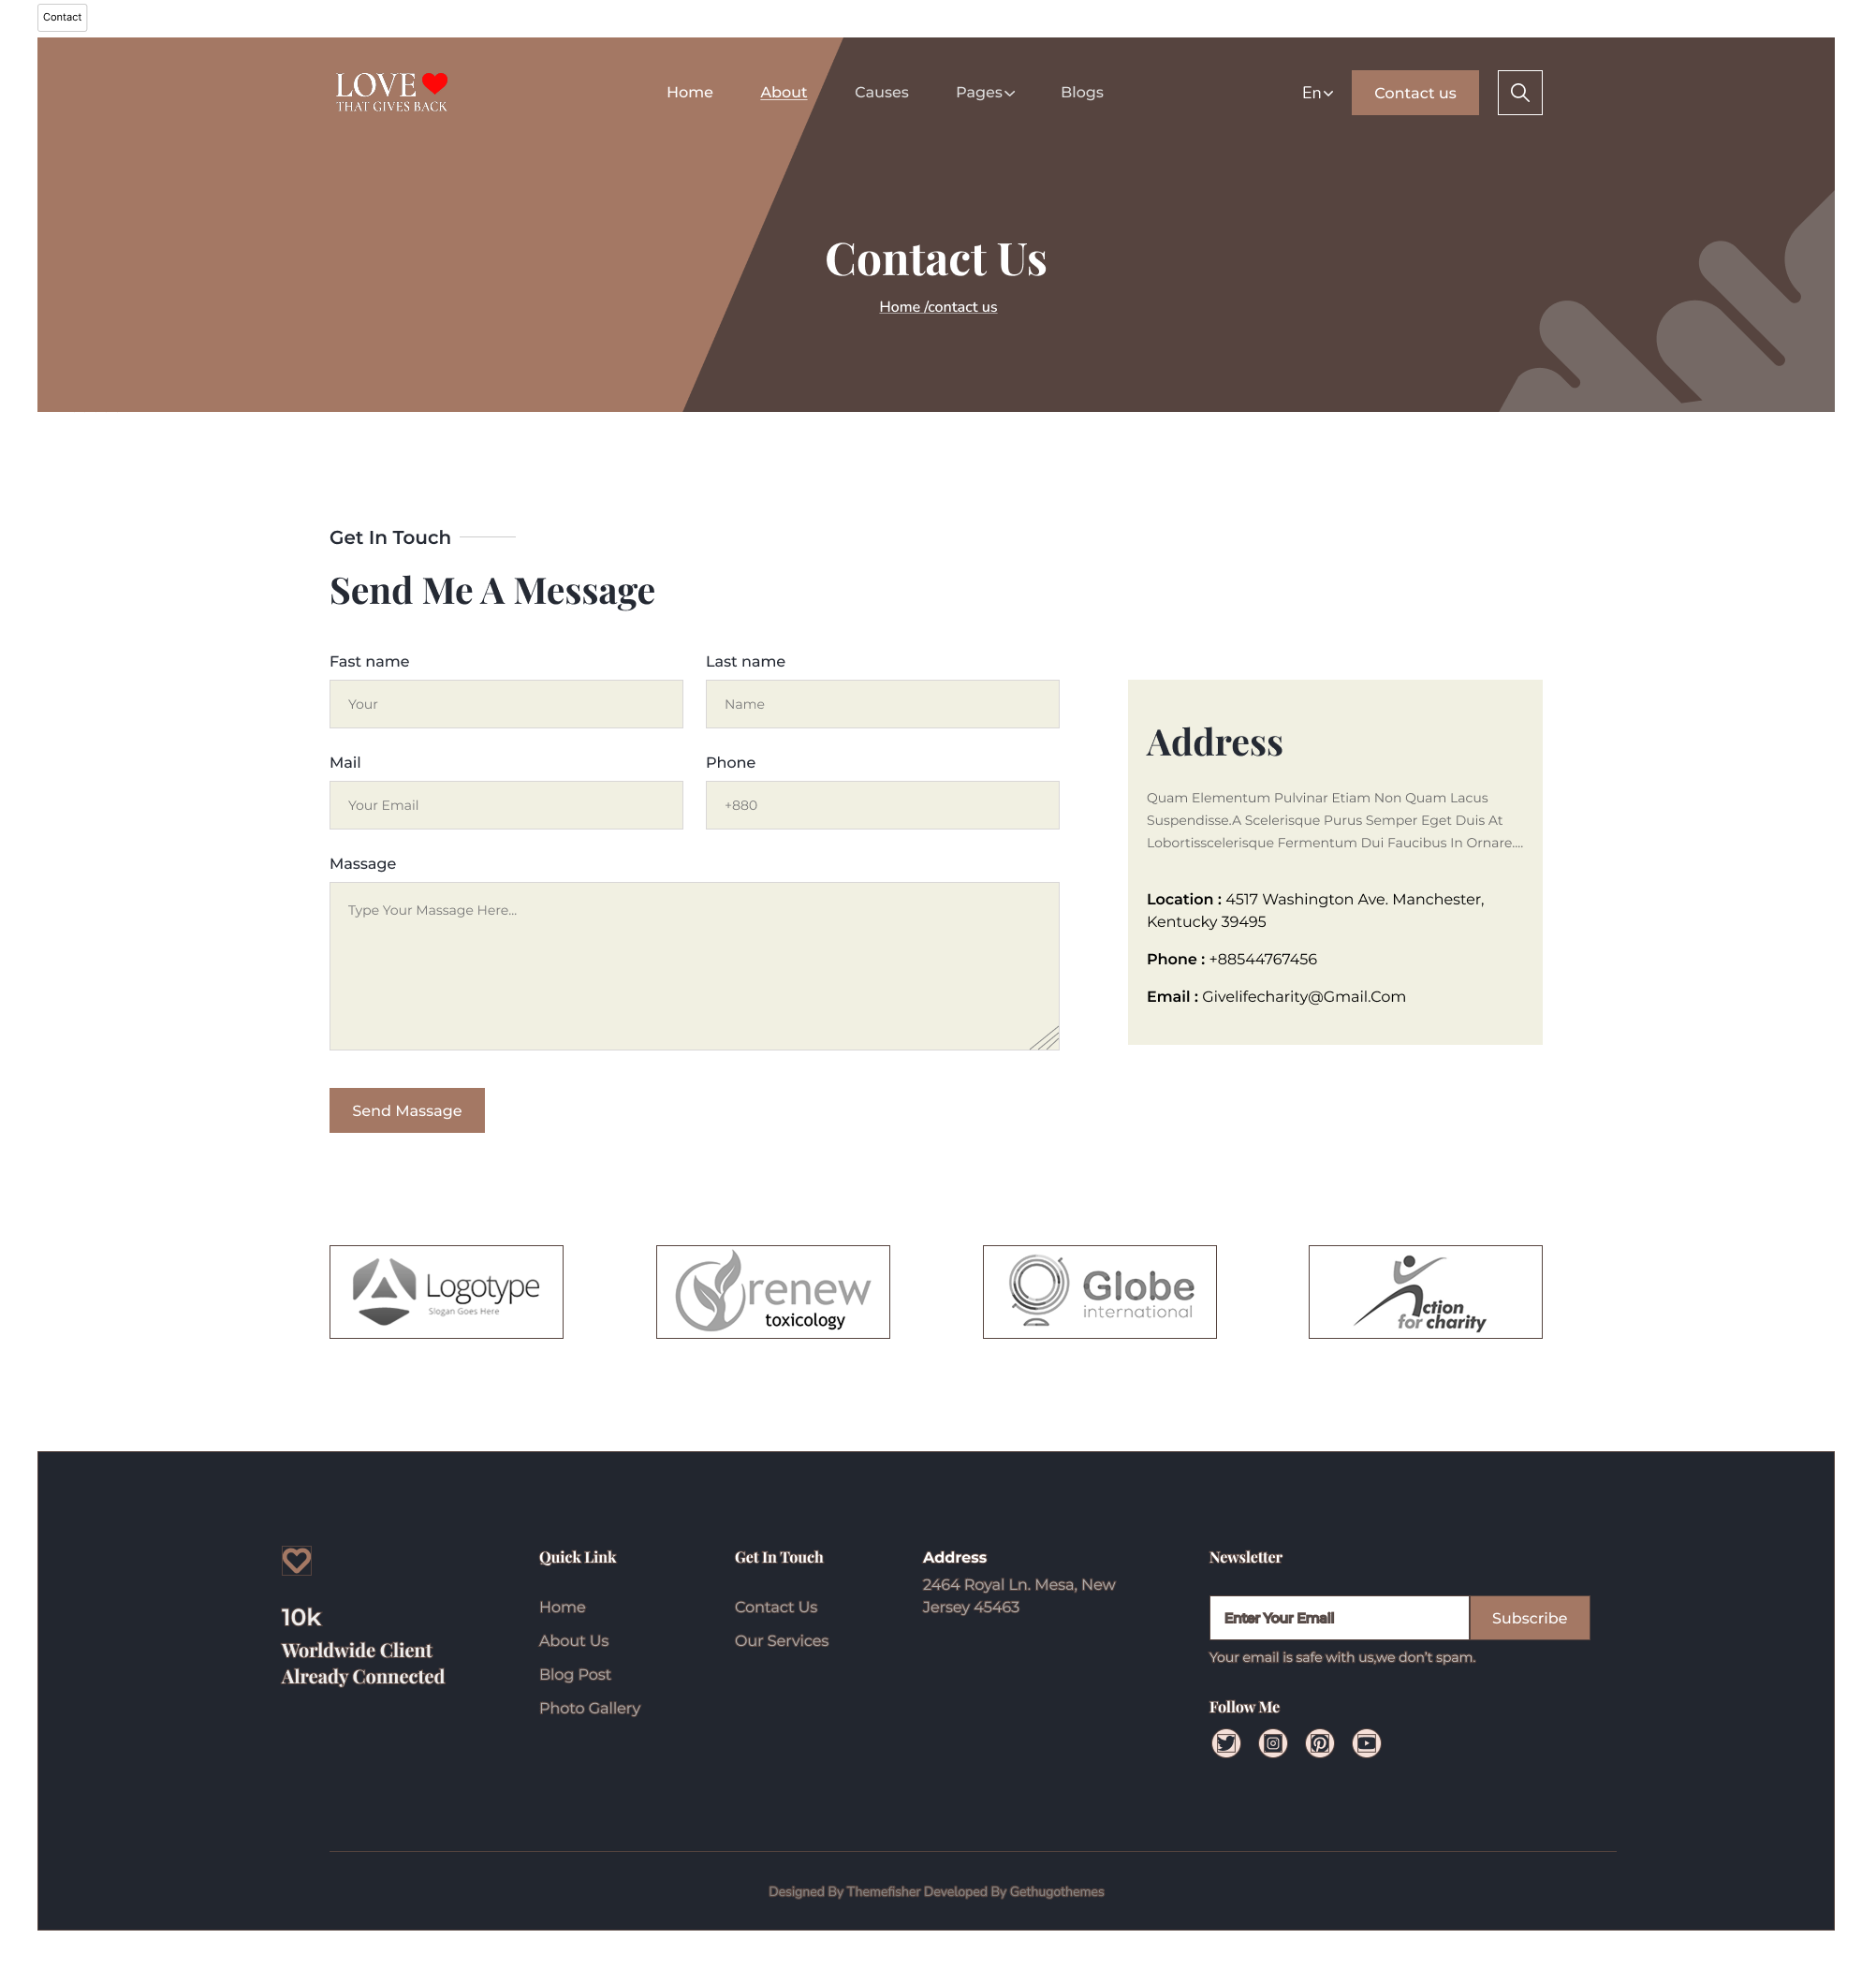 Contact
LOVE
THAT GIVES BACK
Home
About
Causes
Pages
Blogs
En
Contact us
Contact Us
Home /contact us
Get In Touch
Send Me A Message
Fast name
Last name
Your
Name
Mail
Phone
Your Email
+880
Massage
Type Your Massage Here...
Send Massage
Address
Quam Elementum Pulvinar Etiam Non Quam Lacus
Suspendisse.A Scelerisque Purus Semper Eget Duis At
Lobortisscelerisque Fermentum Dui Faucibus In Ornare....
Location : 4517 Washington Ave. Manchester,
Kentucky 39495
Phone : +88544767456
Email : Givelifecharity@Gmail.Com
Logotype
Slogan Goes Here
renew
toxicology
Globe
international
Action
for charity
10k
Worldwide Client
Already Connected
Quick Link
Home
About Us
Blog Post
Photo Gallery
Get In Touch
Contact Us
Our Services
Address
2464 Royal Ln. Mesa, New
Jersey 45463
Newsletter
Enter Your Email
Subscribe
Your email is safe with us,we don't spam.
Follow Me
Designed By Themefisher Developed By Gethugothemes